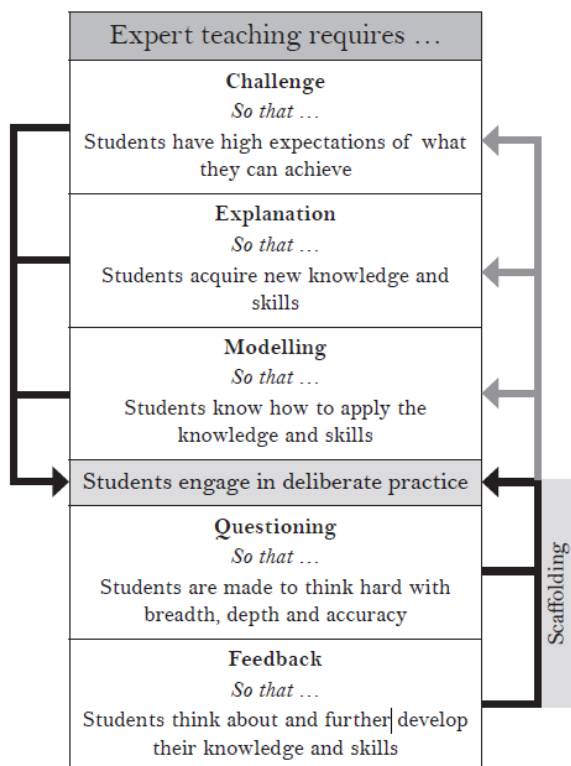 Expert teaching requires …
Challenge
So that …
Students have high expectations of what
they can achieve
Explanation
So that …
Students acquire new knowledge and
skills
Modelling
So that …
Students know how to apply the
knowledge and skills
Students engage in deliberate practice
Questioning
So that …
Students are made to think hard with
breadth, depth and accuracy
Feedback
So that …
Students think about and further develop
their knowledge and skills
Scaffolding